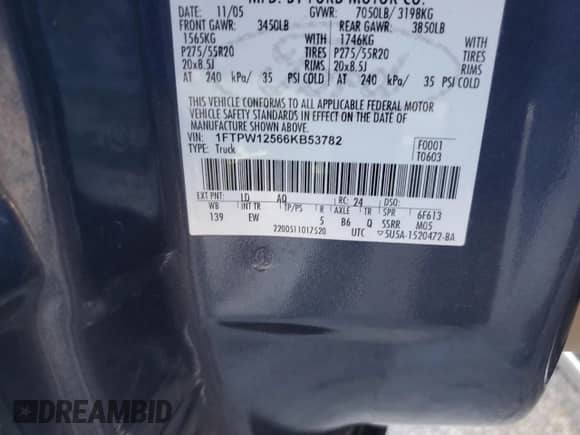 MFD. BY FORD MOTOR CO.
DATE: 11/05 GVWR: 7050LB/ 3198KG
FRONT GAWR: 3450LB REAR GAWR: 3850LB
1565KG WITH 1746KG WITH
P275/55R20 TIRES P275/55R20 TIRES
20x8.5J RIMS 20x8.5J RIMS
AT 240 kPa/ 35 PSI COLD AT 240 kPa/ 35 PSI COLD
THIS VEHICLE CONFORMS TO ALL APPLICABLE FEDERAL MOTOR
VEHICLE SAFETY STANDARDS IN EFFECT ON THE DATE OF
MANUFACTURE SHOWN ABOVE.
VIN: 1FTPW12566KB53782 F0001
TYPE: Truck T0603
EXT PNT: LD AQ RC: 24 DSO:
WB INT TR TP/PS R AXLE TR SPR 6F613
139 EW 5 B6 Q SSRR M05
2200511017520 UTC 5U5A-1520472-BA
DREAMBID